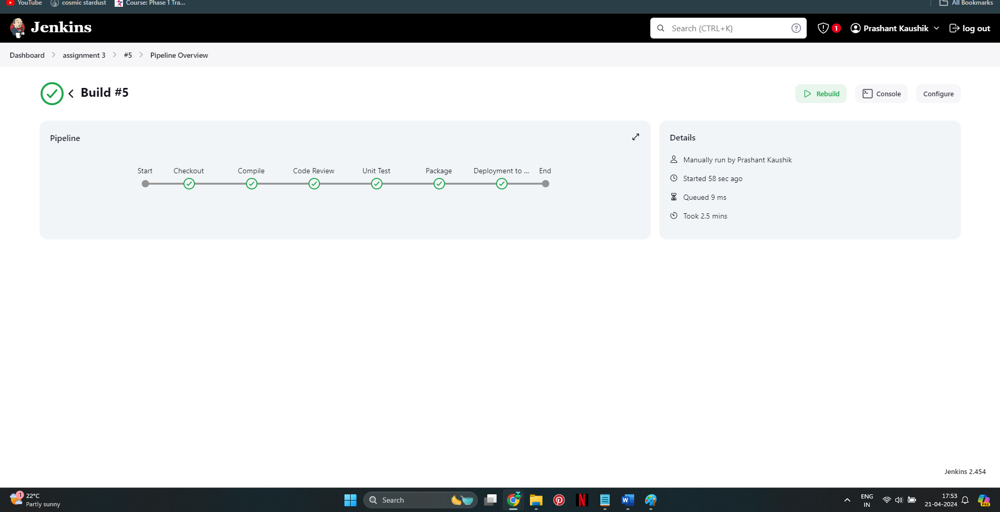 YouTube cosmic stardust Course: Phase 1 Tra... All Bookmarks
Jenkins Search (CTRL+K) ? 1 Prashant Kaushik log out
Dashboard assignment 3 #5 Pipeline Overview
Build #5 Rebuild Console Configure
Pipeline
Start Checkout Compile Code Review Unit Test Package Deployment to ... End
Details
Manually run by Prashant Kaushik
Started 58 sec ago
Queued 9 ms
Took 2.5 mins
Jenkins 2.454
1
22°C
Partly sunny
Search
W
ENG
IN
17:53
21-04-2024
PRE